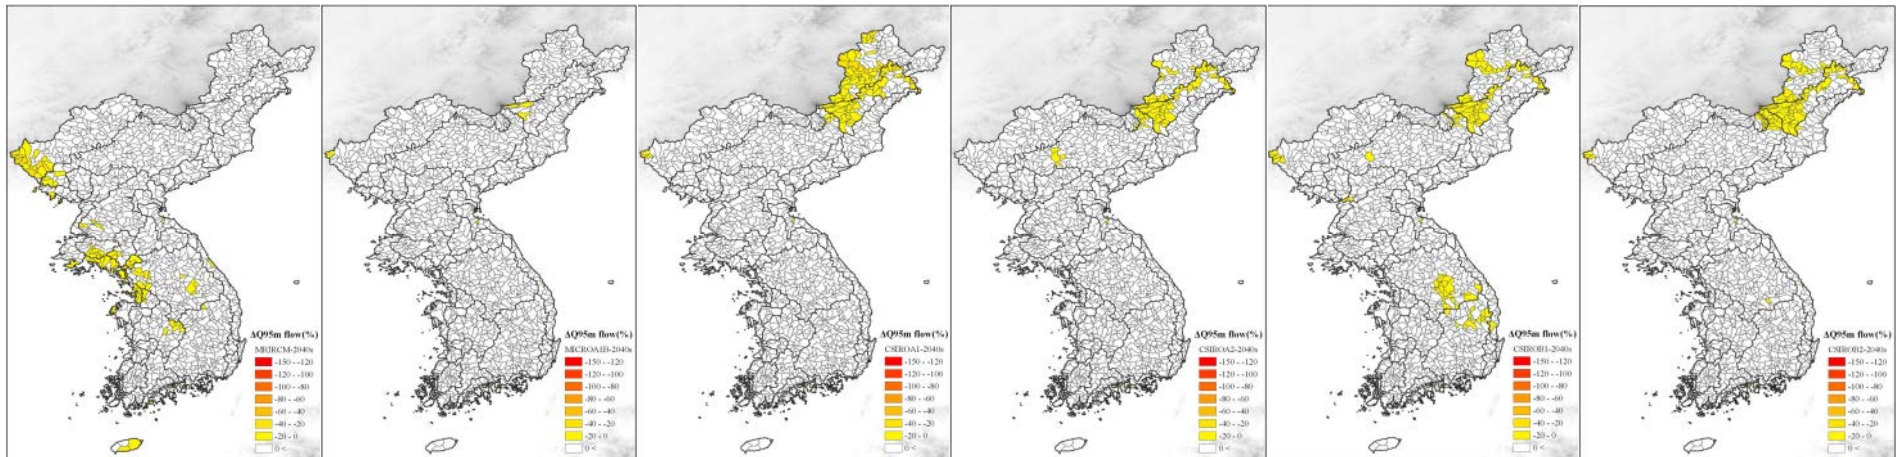 ΔQ95m flow(%)
MRIRCM-2040s
-150 - -120
-120 - -100
-100 - -80
-80 - -60
-60 - -40
-40 - -20
-20 - 0
0 <
ΔQ95m flow(%)
MICROA1B-2040s
-150 - -120
-120 - -100
-100 - -80
-80 - -60
-60 - -40
-40 - -20
-20 - 0
0 <
ΔQ95m flow(%)
CSIROA1-2040s
-150 - -120
-120 - -100
-100 - -80
-80 - -60
-60 - -40
-40 - -20
-20 - 0
0 <
ΔQ95m flow(%)
CSIROA2-2040s
-150 - -120
-120 - -100
-100 - -80
-80 - -60
-60 - -40
-40 - -20
-20 - 0
0 <
ΔQ95m flow(%)
CSIROB1-2040s
-150 - -120
-120 - -100
-100 - -80
-80 - -60
-60 - -40
-40 - -20
-20 - 0
0 <
ΔQ95m flow(%)
CSIROB2-2040s
-150 - -120
-120 - -100
-100 - -80
-80 - -60
-60 - -40
-40 - -20
-20 - 0
0 <